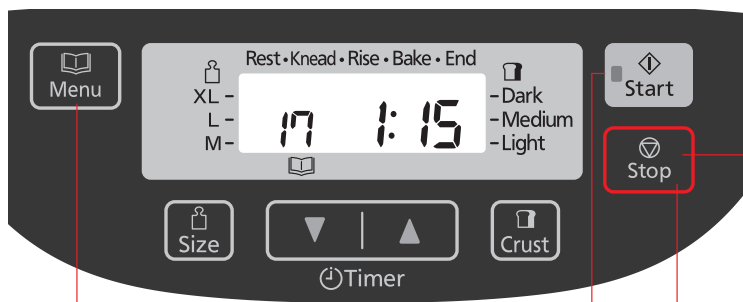 Menu
Rest • Knead • Rise • Bake • End
XL –
L –
M –
17 1:15
– Dark
– Medium
– Light
Start
Stop
Size
Timer
Crust